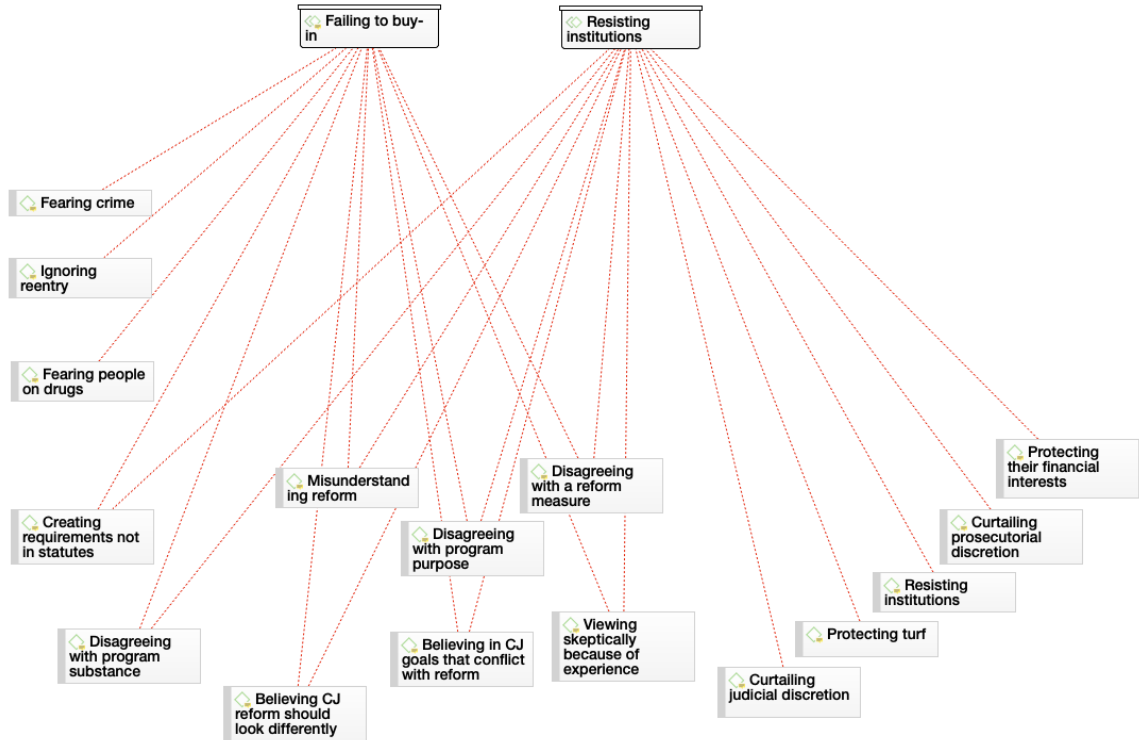 Failing to buy-
in
Resisting
institutions
Fearing crime
Ignoring
reentry
Fearing people
on drugs
Protecting
their financial
interests
Misunderstand
ing reform
Disagreeing
with a reform
measure
Creating
requirements not
in statutes
Disagreeing
with program
purpose
Curtailing
prosecutorial
discretion
Resisting
institutions
Disagreeing
with program
substance
Believing in CJ
goals that conflict
with reform
Viewing
skeptically
because of
experience
Protecting turf
Believing CJ
reform should
look differently
Curtailing
judicial discretion